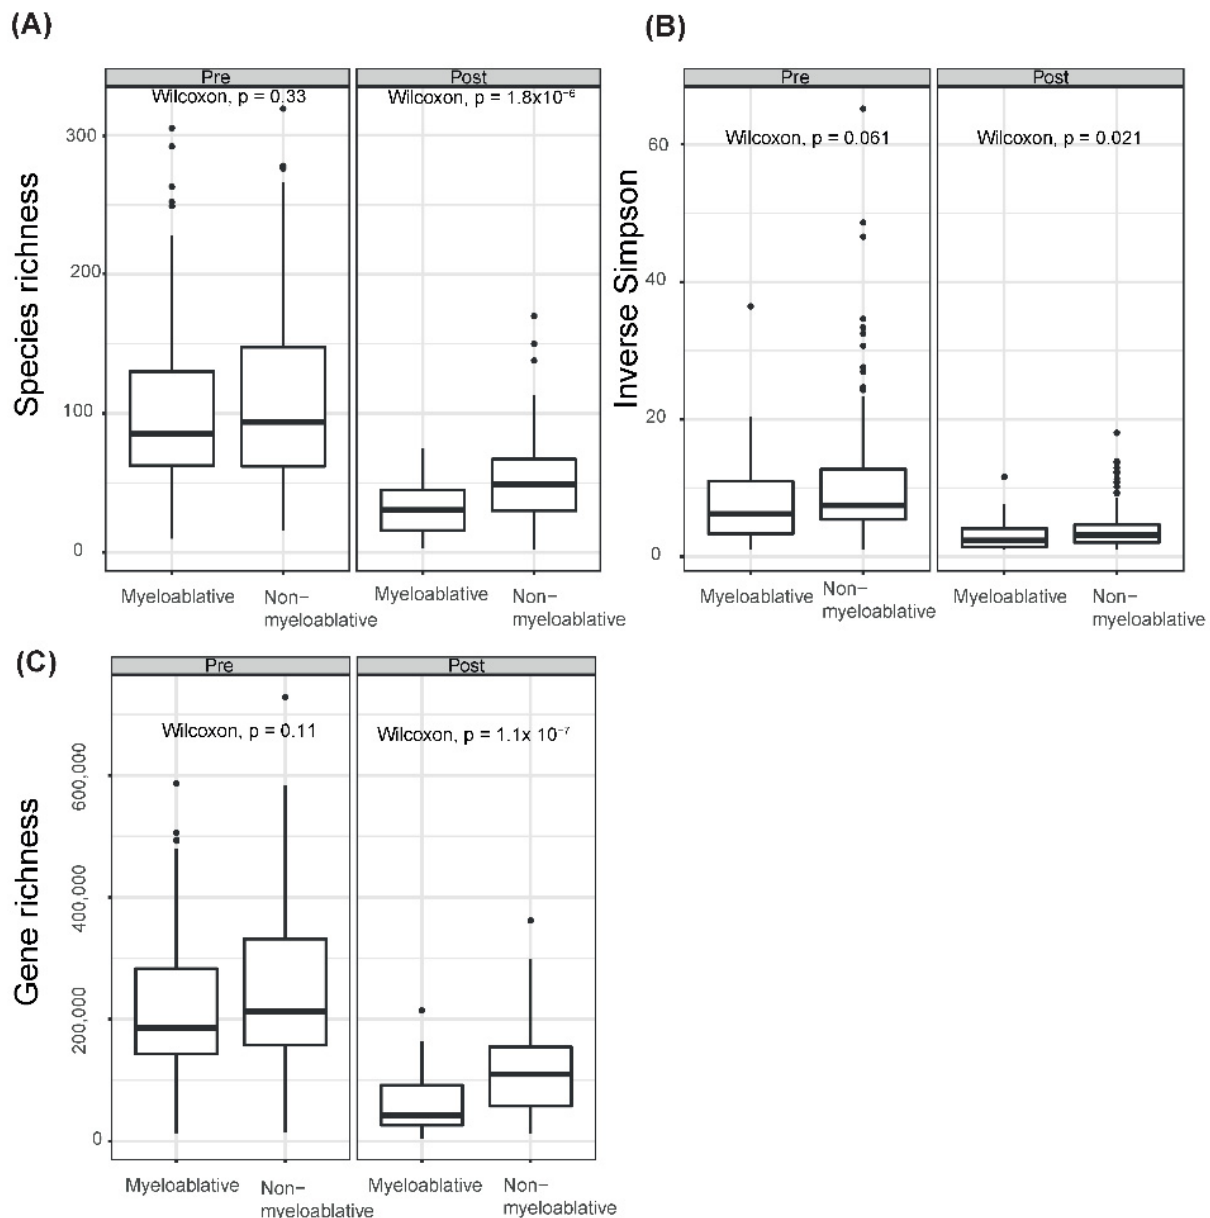 (A)
Pre
Post
Wilcoxon, p = 0.33
Wilcoxon, p = 1.8x10⁻⁶
Species richness
300
200
100
0
Myeloablative
Non-
myeloablative
Myeloablative
Non-
myeloablative
(B)
Pre
Post
Wilcoxon, p = 0.061
Wilcoxon, p = 0.021
Inverse Simpson
60
40
20
0
Myeloablative
Non-
myeloablative
Myeloablative
Non-
myeloablative
(C)
Pre
Post
Wilcoxon, p = 0.11
Wilcoxon, p = 1.1x 10⁻⁷
Gene richness
600,000
400,000
200,000
0
Myeloablative
Non-
myeloablative
Myeloablative
Non-
myeloablative